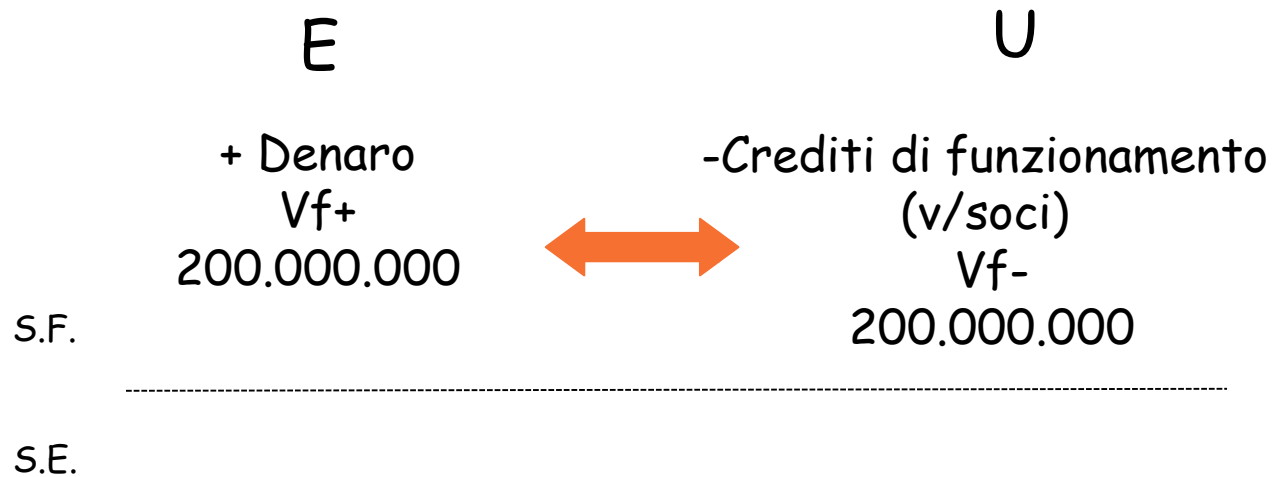 E
U
+ Denaro
Vf+
200.000.000
-Crediti di funzionamento
(v/soci)
Vf-
200.000.000
S.F.
S.E.